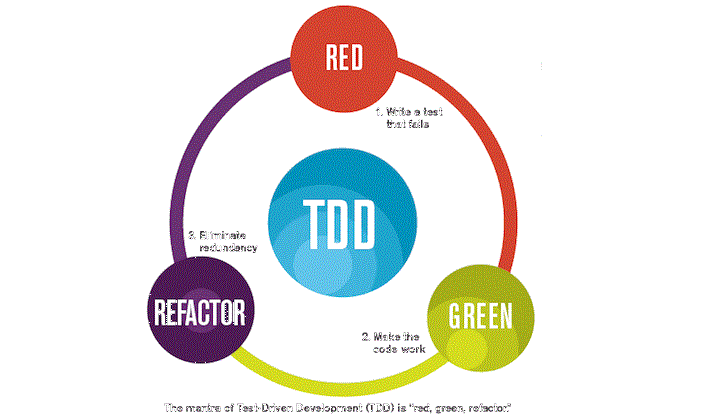 RED
1. Write a test
that fails
TDD
3. Eliminate
redundancy
REFACTOR
GREEN
2. Make the
code work
The mantra of Test-Driven Development (TDD) is "red, green, refactor."